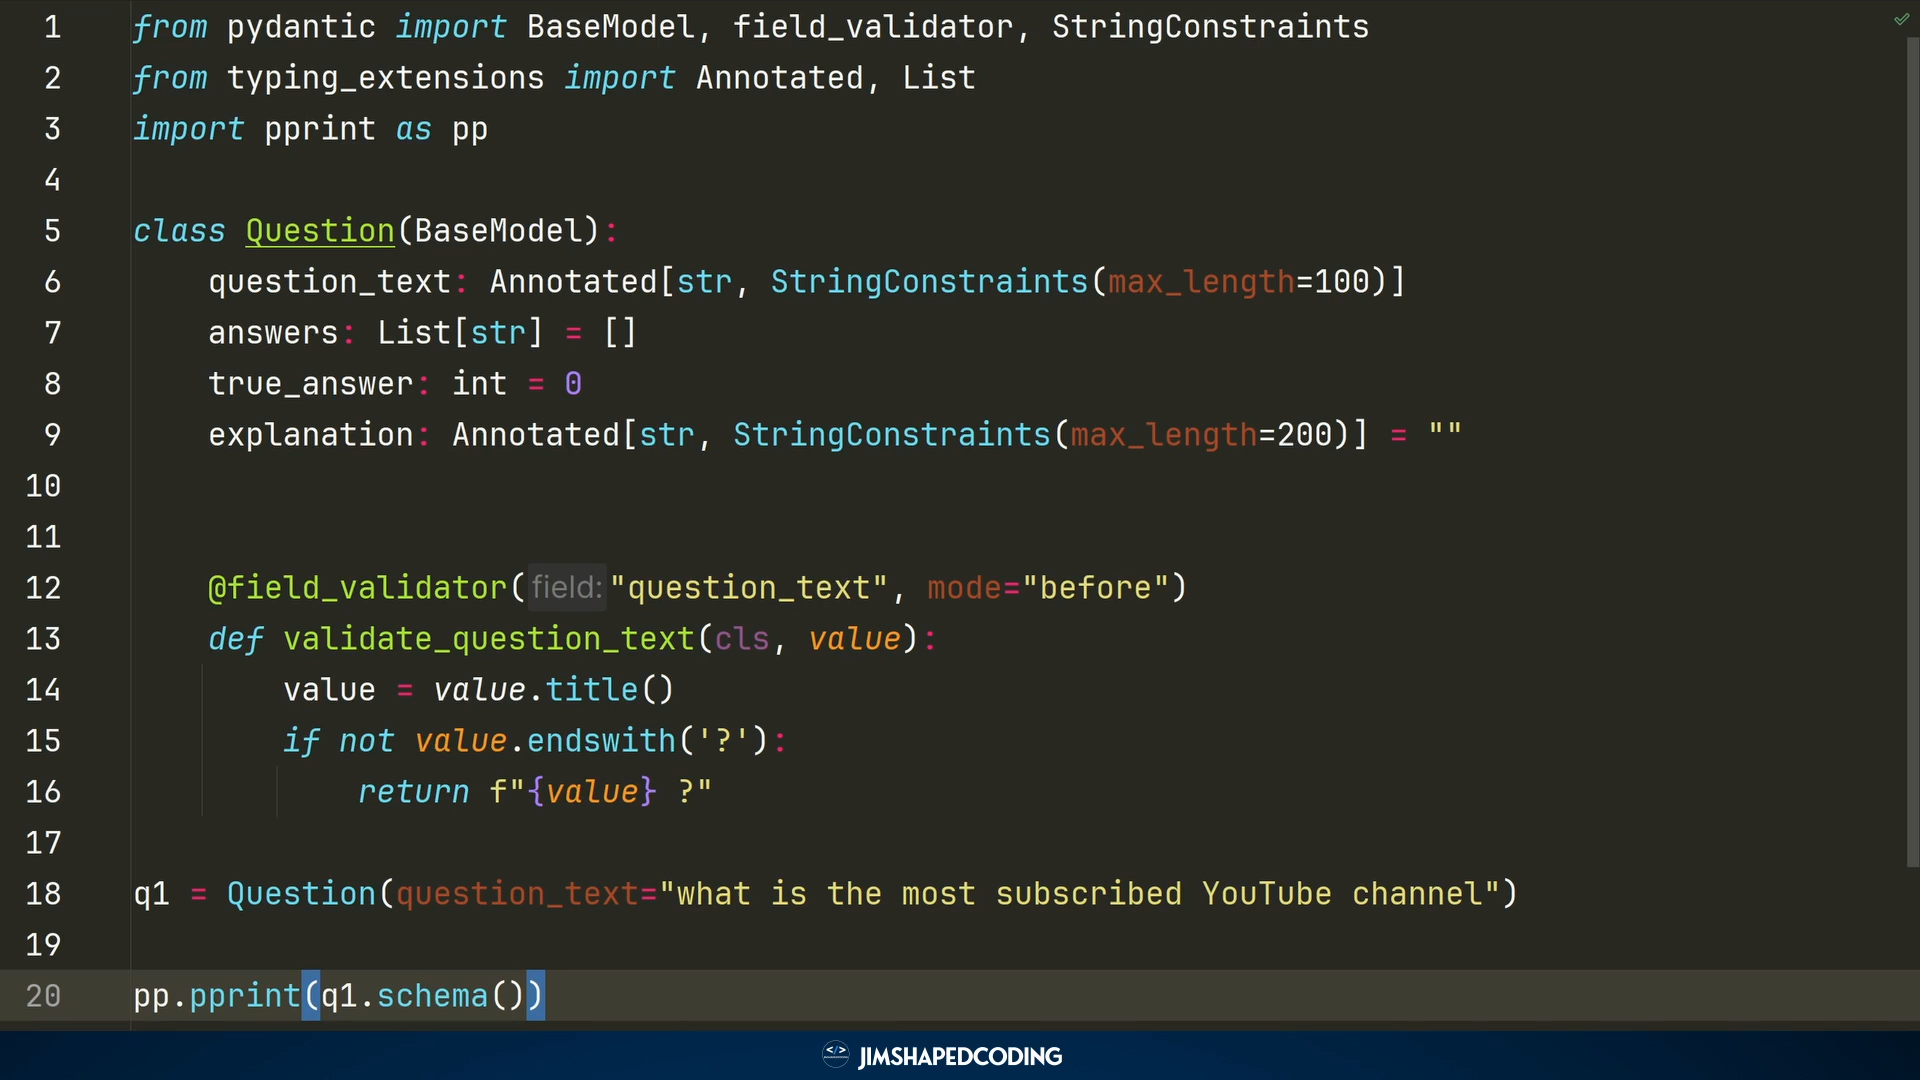 1 from pydantic import BaseModel, field_validator, StringConstraints
2 from typing_extensions import Annotated, List
3 import pprint as pp
4
5 class Question(BaseModel):
6     question_text: Annotated[str, StringConstraints(max_length=100)]
7     answers: List[str] = []
8     true_answer: int = 0
9     explanation: Annotated[str, StringConstraints(max_length=200)] = ""
10
11
12     @field_validator(field:"question_text", mode="before")
13     def validate_question_text(cls, value):
14         value = value.title()
15         if not value.endswith('?'):
16             return f"{value} ?"
17
18 q1 = Question(question_text="what is the most subscribed YouTube channel")
19
20 pp.pprint(q1.schema())
</> JIMSHAPEDCODING